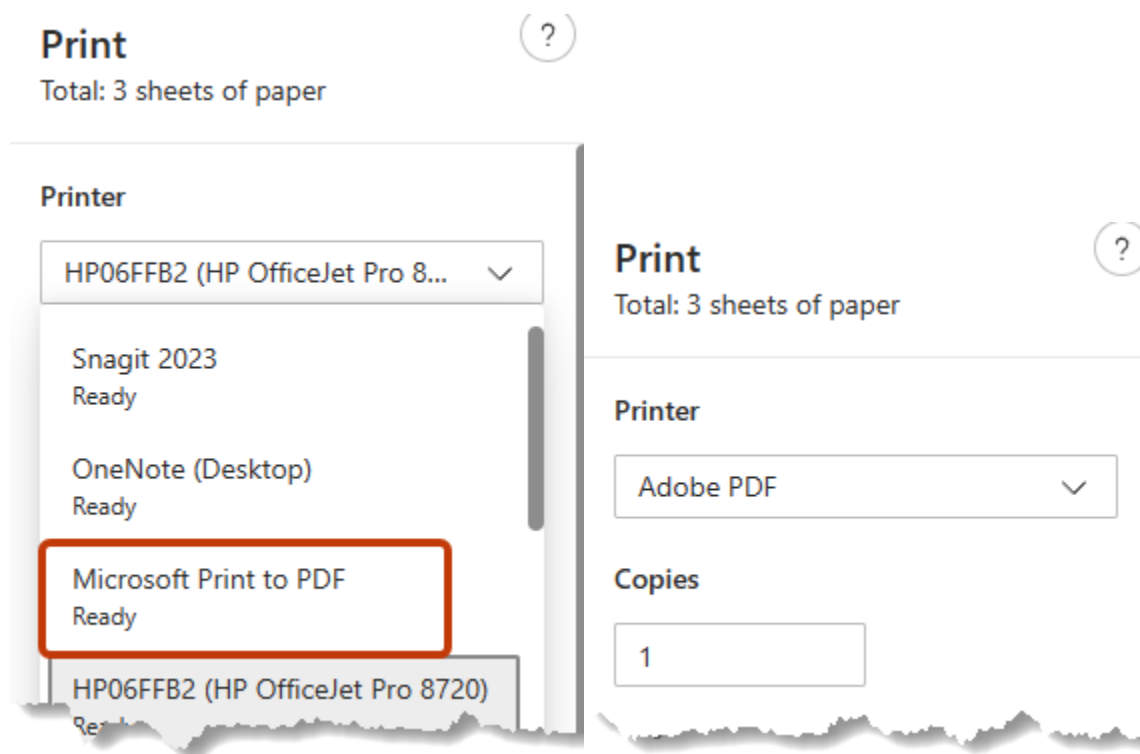 Print
?
Total: 3 sheets of paper
Printer
HP06FFB2 (HP OfficeJet Pro 8...
Snagit 2023
Ready
OneNote (Desktop)
Ready
Microsoft Print to PDF
Ready
HP06FFB2 (HP OfficeJet Pro 8720)
Print
?
Total: 3 sheets of paper
Printer
Adobe PDF
Copies
1